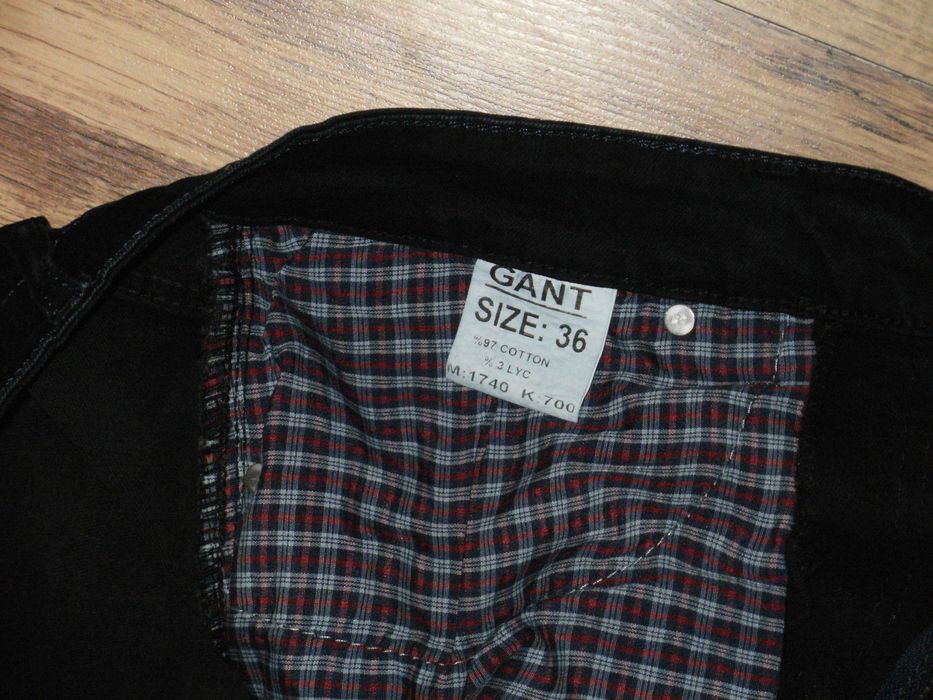 GANT
SIZE: 36
%97 COTTON
% 3 LYC
M:1740 K:700